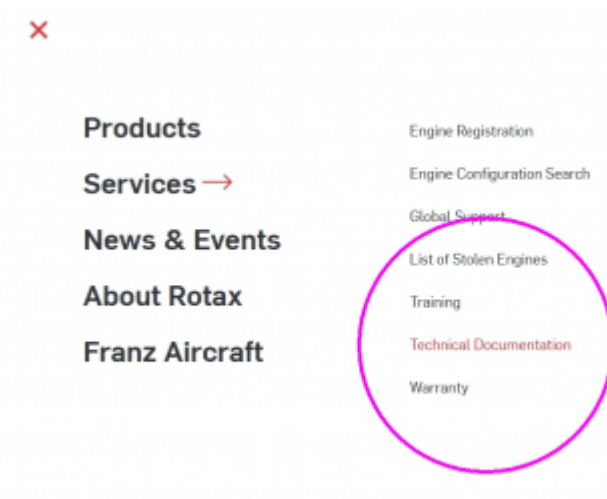 Products
Services
News & Events
About Rotax
Franz Aircraft
Engine Registration
Engine Configuration Search
Global Support
List of Stolen Engines
Training
Technical Documentation
Warranty